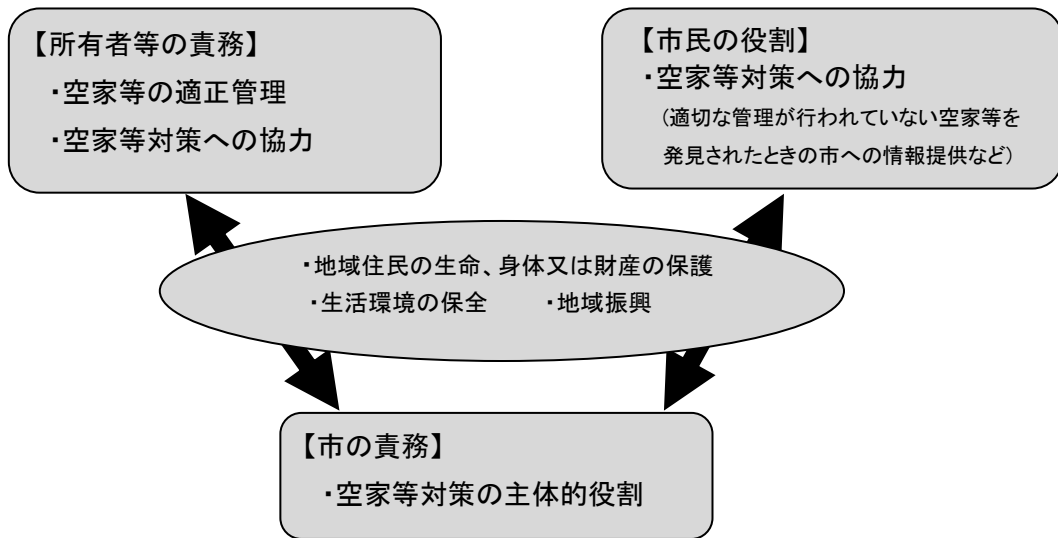 【所有者等の責務】
・空家等の適正管理
・空家等対策への協力
【市民の役割】
・空家等対策への協力
（適切な管理が行われていない空家等を
発見されたときの市への情報提供など）
・地域住民の生命、身体又は財産の保護
・生活環境の保全　　・地域振興
【市の責務】
・空家等対策の主体的役割